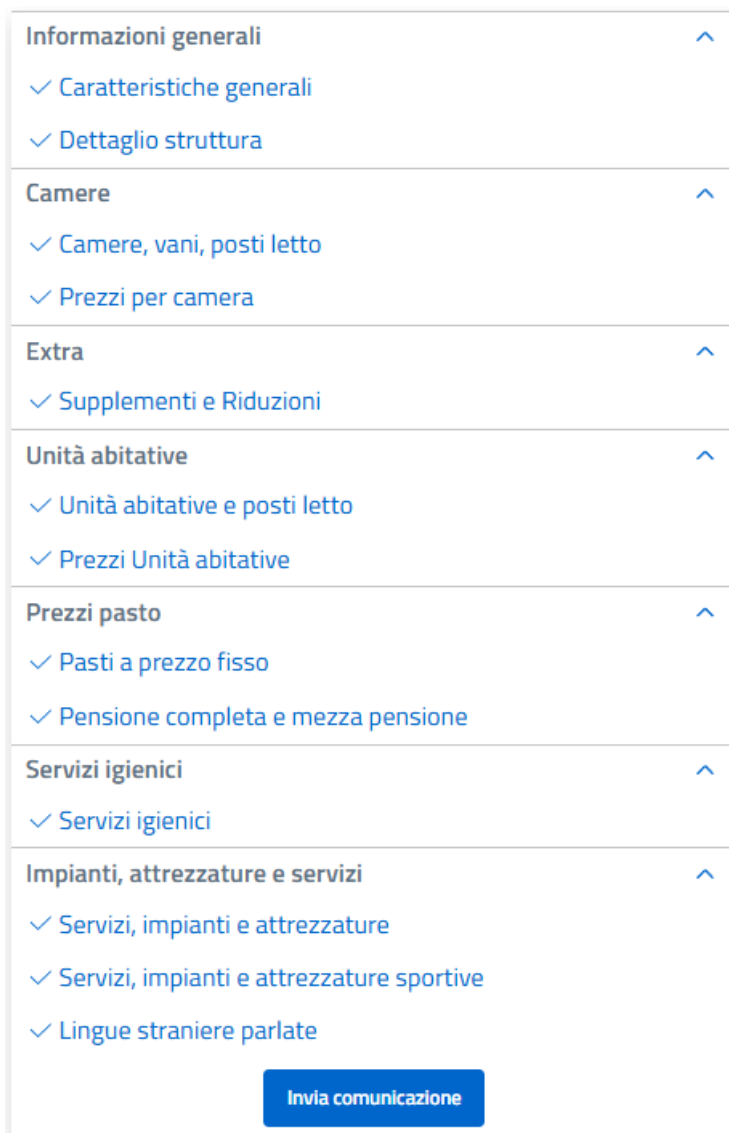 Informazioni generali
Caratteristiche generali
Dettaglio struttura
Camere
Camere, vani, posti letto
Prezzi per camera
Extra
Supplementi e Riduzioni
Unità abitative
Unità abitative e posti letto
Prezzi Unità abitative
Prezzi pasto
Pasti a prezzo fisso
Pensione completa e mezza pensione
Servizi igienici
Servizi igienici
Impianti, attrezzature e servizi
Servizi, impianti e attrezzature
Servizi, impianti e attrezzature sportive
Lingue straniere parlate
Invia comunicazione